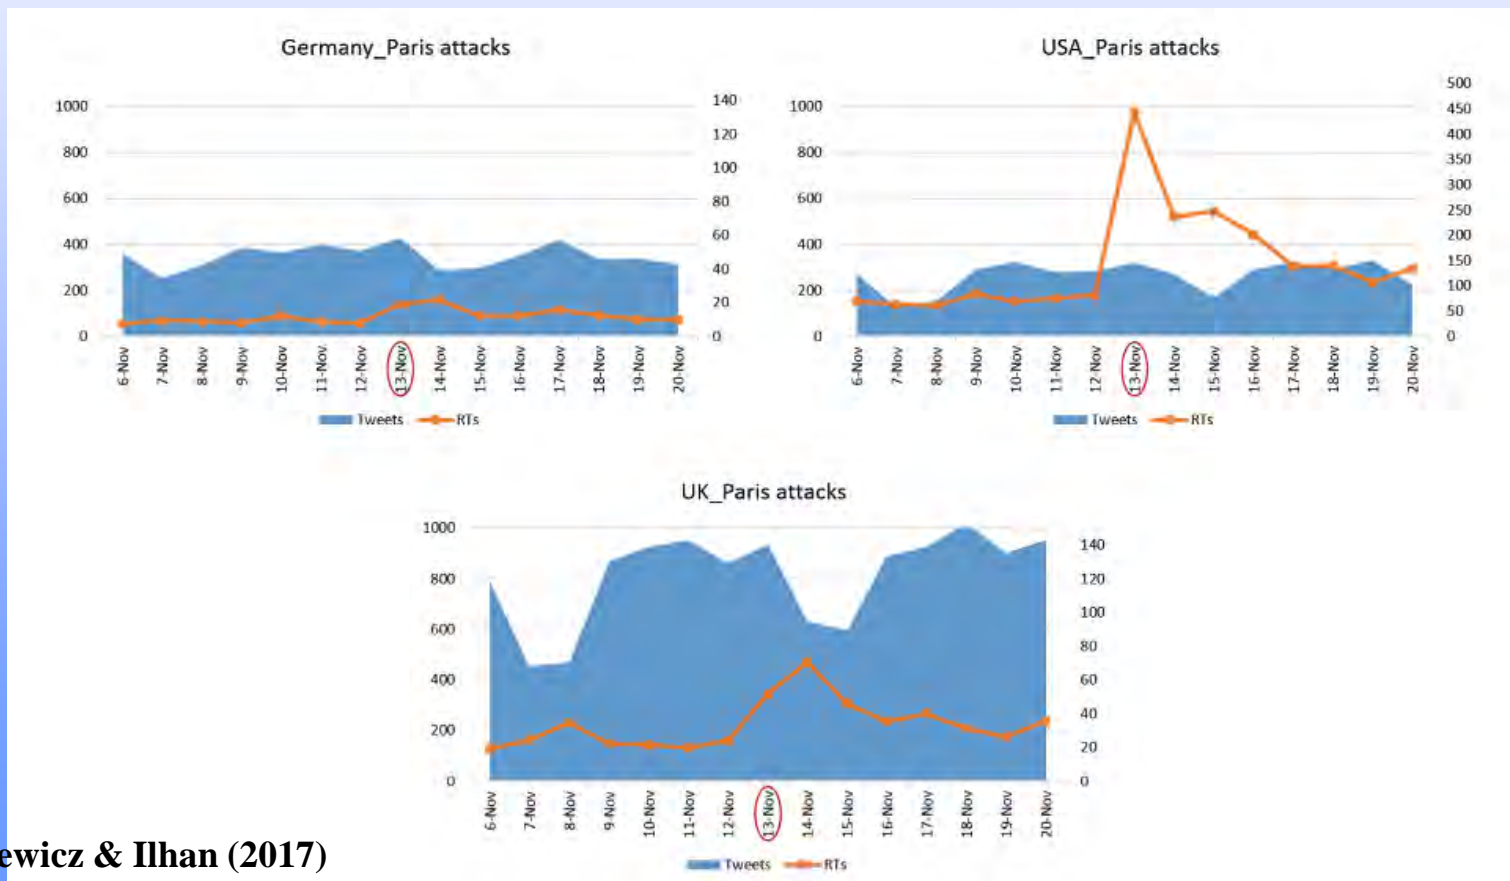 Germany_Paris attacks
1000
800
600
400
200
0
140
120
100
80
60
40
20
0
6-Nov
7-Nov
8-Nov
9-Nov
10-Nov
11-Nov
12-Nov
13-Nov
14-Nov
15-Nov
16-Nov
17-Nov
18-Nov
19-Nov
20-Nov
Tweets RTs
USA_Paris attacks
1000
800
600
400
200
0
500
450
400
350
300
250
200
150
100
50
0
6-Nov
7-Nov
8-Nov
9-Nov
10-Nov
11-Nov
12-Nov
13-Nov
14-Nov
15-Nov
16-Nov
17-Nov
18-Nov
19-Nov
20-Nov
Tweets RTs
UK_Paris attacks
1000
800
600
400
200
0
140
120
100
80
60
40
20
0
6-Nov
7-Nov
8-Nov
9-Nov
10-Nov
11-Nov
12-Nov
13-Nov
14-Nov
15-Nov
16-Nov
17-Nov
18-Nov
19-Nov
20-Nov
Tweets RTs
ewicz & Ilhan (2017)